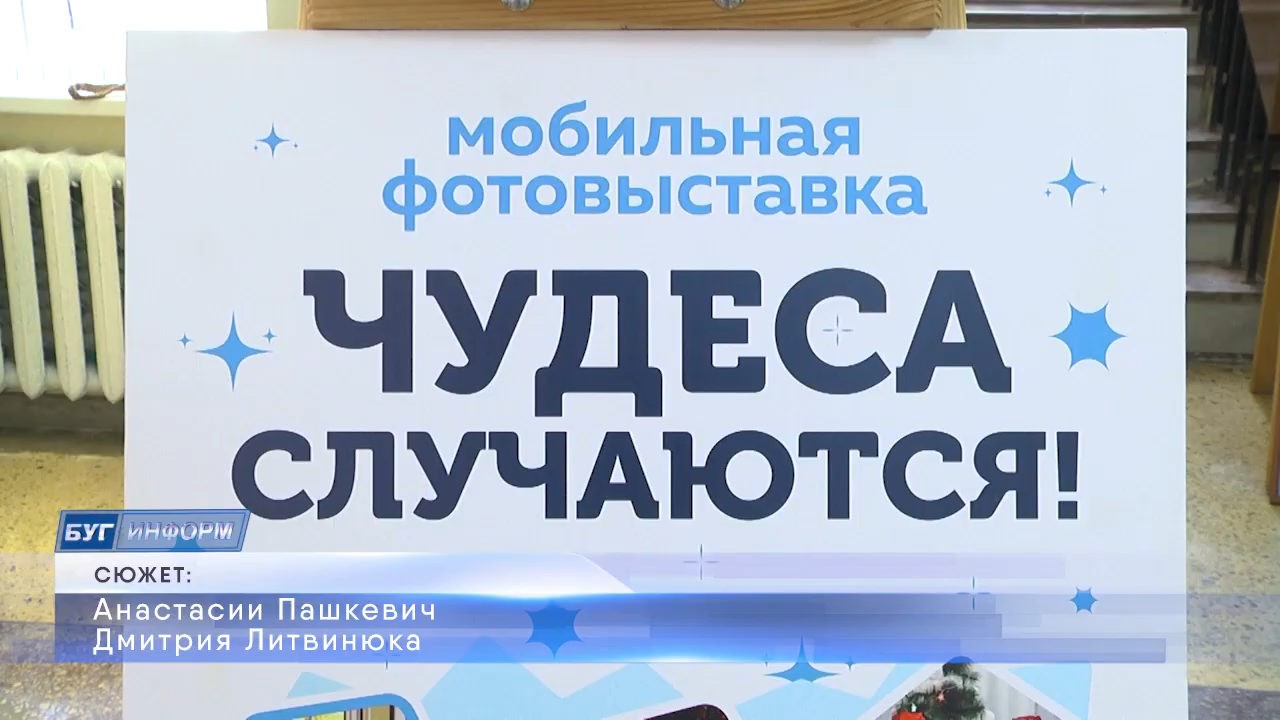 мобильная
фотовыставка
ЧУДЕСА
СЛУЧАЮТСЯ!
БУГ ИНФОРМ
СЮЖЕТ:
Анастасии Пашкевич
Дмитрия Литвинюка